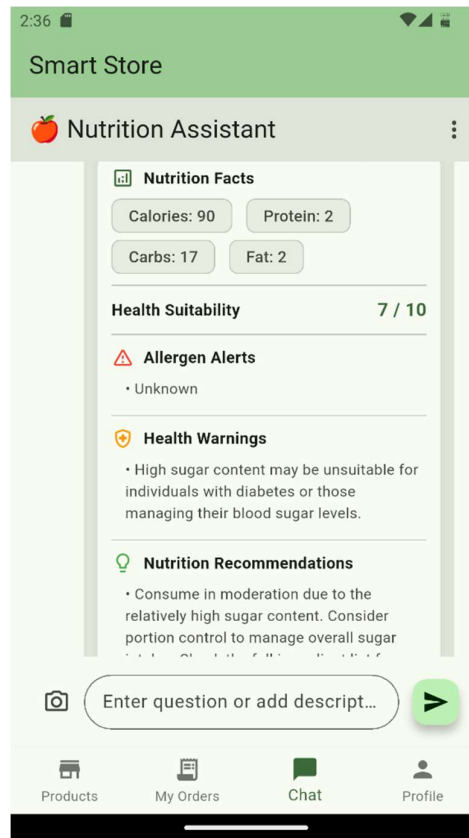 2:36
Smart Store
🍎 Nutrition Assistant
Nutrition Facts
Calories: 90
Protein: 2
Carbs: 17
Fat: 2
Health Suitability
7 / 10
Allergen Alerts
• Unknown
Health Warnings
• High sugar content may be unsuitable for
individuals with diabetes or those
managing their blood sugar levels.
Nutrition Recommendations
• Consume in moderation due to the
relatively high sugar content. Consider
portion control to manage overall sugar
Enter question or add descript...
Products
My Orders
Chat
Profile